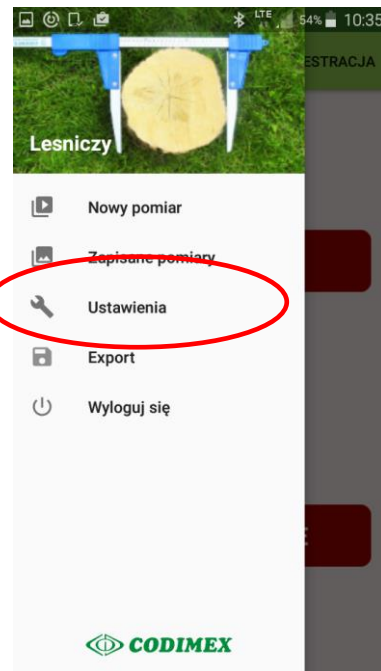 LTE 54% 10:35
ESTRACJA
Lesniczy
Nowy pomiar
Zapisane pomiary
Ustawienia
Export
Wyloguj się
CODIMEX